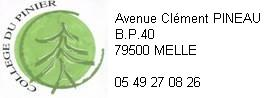 COLLEGE DU PINIER
Avenue Clément PINEAU
B.P.40
79500 MELLE
05 49 27 08 26